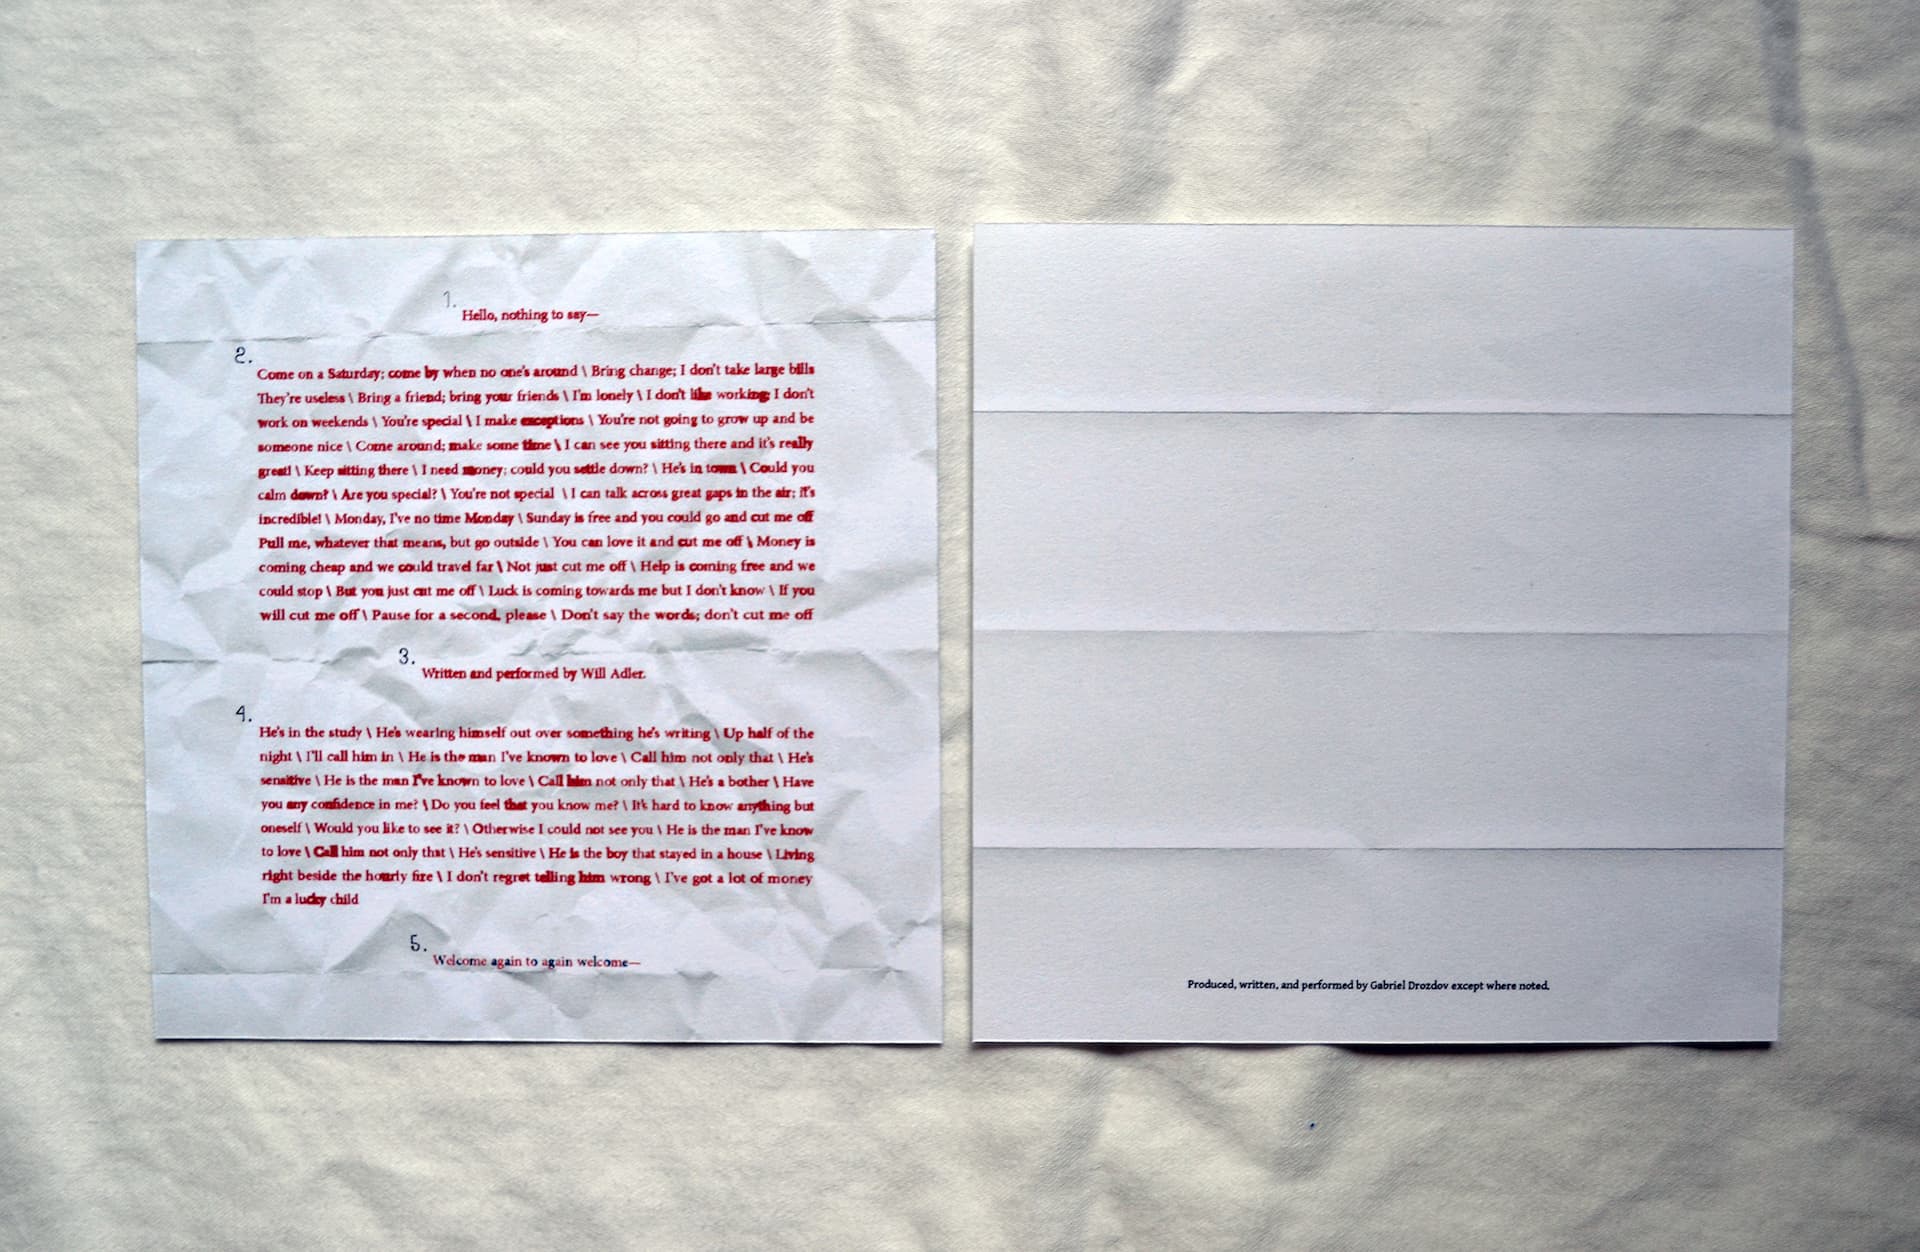 1.
Hello, nothing to say—
2.
Come on a Saturday; come by when no one's around \ Bring change; I don't take large bills
They're useless \ Bring a friend; bring your friends \ I'm lonely \ I don't like working; I don't
work on weekends \ You're special \ I make exceptions \ You're not going to grow up and be
someone nice \ Come around; make some time \ I can see you sitting there and it's really
great! \ Keep sitting there \ I need money; could you settle down? \ He's in town \ Could you
calm down? \ Are you special? \ You're not special \ I can talk across great gaps in the air; it's
incredible! \ Monday, I've no time Monday \ Sunday is free and you could go and cut me off
Pull me, whatever that means, but go outside \ You can love it and cut me off \ Money is
coming cheap and we could travel far \ Not just cut me off \ Help is coming free and we
could stop \ But you just cut me off \ Luck is coming towards me but I don't know \ If you
will cut me off \ Pause for a second, please \ Don't say the words; don't cut me off
3.
Written and performed by Will Adler.
4.
He's in the study \ He's wearing himself out over something he's writing \ Up half of the
night \ I'll call him in \ He is the man I've known to love \ Call him not only that \ He's
sensitive \ He is the man I've known to love \ Call him not only that \ He's a bother \ Have
you any confidence in me? \ Do you feel that you know me? \ It's hard to know anything but
oneself \ Would you like to see it? \ Otherwise I could not see you \ He is the man I've know
to love \ Call him not only that \ He's sensitive \ He is the boy that stayed in a house \ Living
right beside the hourly fire \ I don't regret telling him wrong \ I've got a lot of money
I'm a lucky child
5.
Welcome again to again welcome—
Produced, written, and performed by Gabriel Drozdov except where noted.